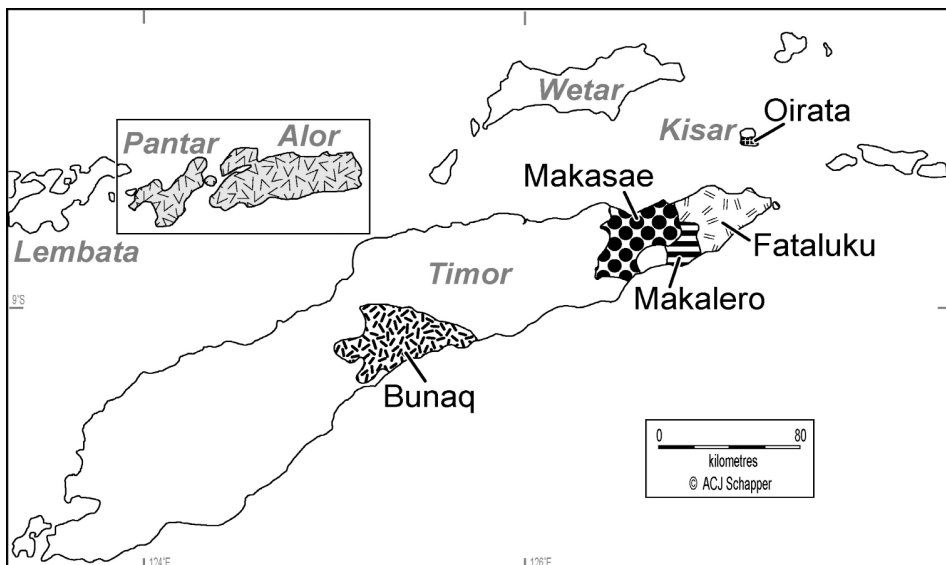 Wetar
Oirata
Kisar
Pantar
Alor
Makasae
Lembata
Fataluku
Timor
Makalero
9°S
Bunaq
0 80
kilometres
© ACJ Schapper
124°E
126°E